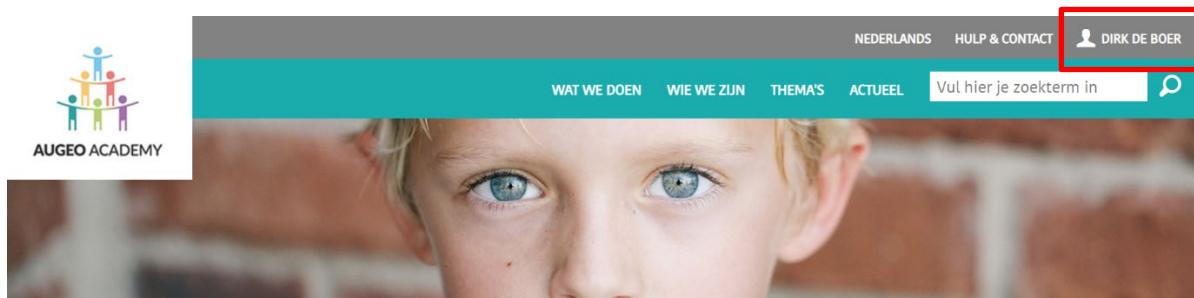 NEDERLANDS HULP & CONTACT DIRK DE BOER
WAT WE DOEN WIE WE ZIJN THEMA'S ACTUEEL Vul hier je zoekterm in
AUGEO ACADEMY